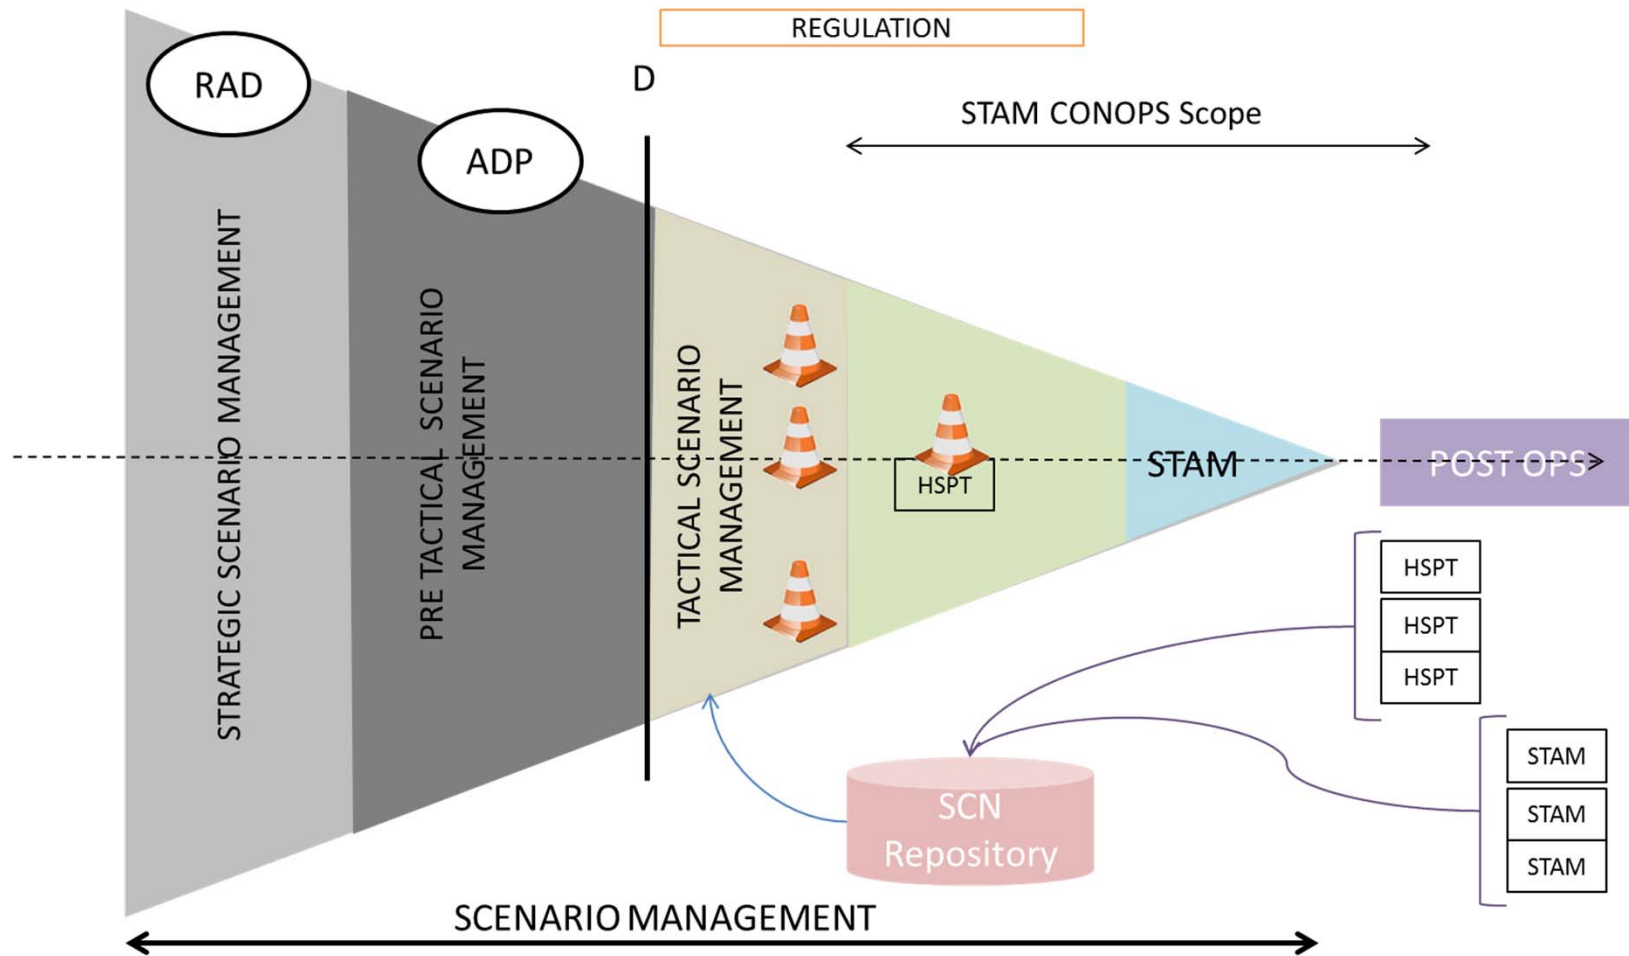 REGULATION
D
RAD
STAM CONOPS Scope
ADP
STRATEGIC SCENARIO MANAGEMENT
PRE TACTICAL SCENARIO
MANAGEMENT
TACTICAL SCENARIO
MANAGEMENT
HSPT
STAM
POST OPS
HSPT
HSPT
HSPT
STAM
STAM
STAM
SCN
Repository
SCENARIO MANAGEMENT